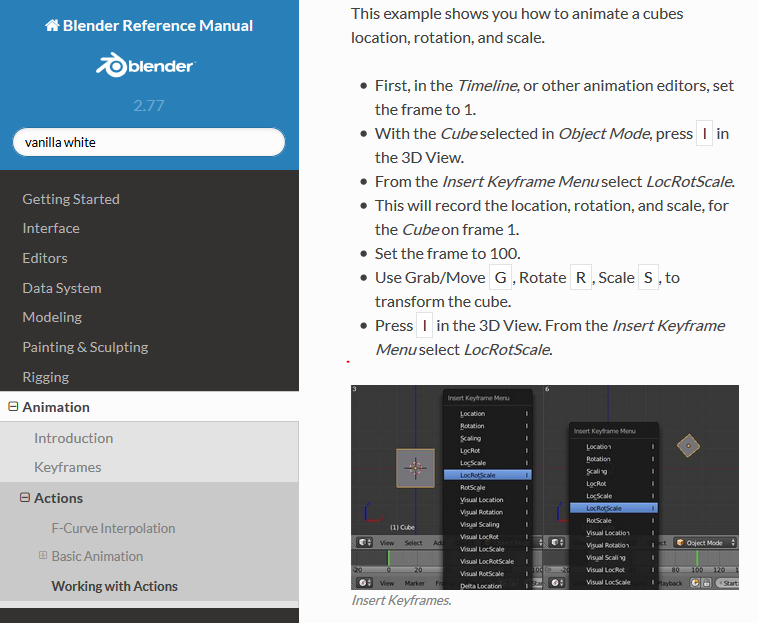 Blender Reference Manual
blender
2.77
vanilla white
Getting Started
Interface
Editors
Data System
Modeling
Painting & Sculpting
Rigging
Animation
Introduction
Keyframes
Actions
F-Curve Interpolation
Basic Animation
Working with Actions
This example shows you how to animate a cubes
location, rotation, and scale.
First, in the Timeline, or other animation editors, set
the frame to 1.
With the Cube selected in Object Mode, press I in
the 3D View.
From the Insert Keyframe Menu select LocRotScale.
This will record the location, rotation, and scale, for
the Cube on frame 1.
Set the frame to 100.
Use Grab/Move G , Rotate R , Scale S , to
transform the cube.
Press I in the 3D View. From the Insert Keyframe
Menu select LocRotScale.
3
Insert Keyframe Menu
Location I
Rotation I
Scaling I
LocRot I
LocScale I
LocRotScale I
RotScale I
Visual Location I
Visual Rotation I
Visual Scaling I
Visual LocRot I
Visual LocScale I
Visual LocRotScale I
Visual RotScale I
Delta Location I
(1) Cube
View Select
-20 0 20
View Marker
6
Insert Keyframe Menu
Location I
Rotation I
Scaling I
LocRot I
LocScale I
LocRotScale I
RotScale I
Visual Location I
Visual Rotation I
Visual Scaling I
Visual LocRot I
Visual LocScale I
Object Mode
80 100 120
Playback Start:
Insert Keyframes.